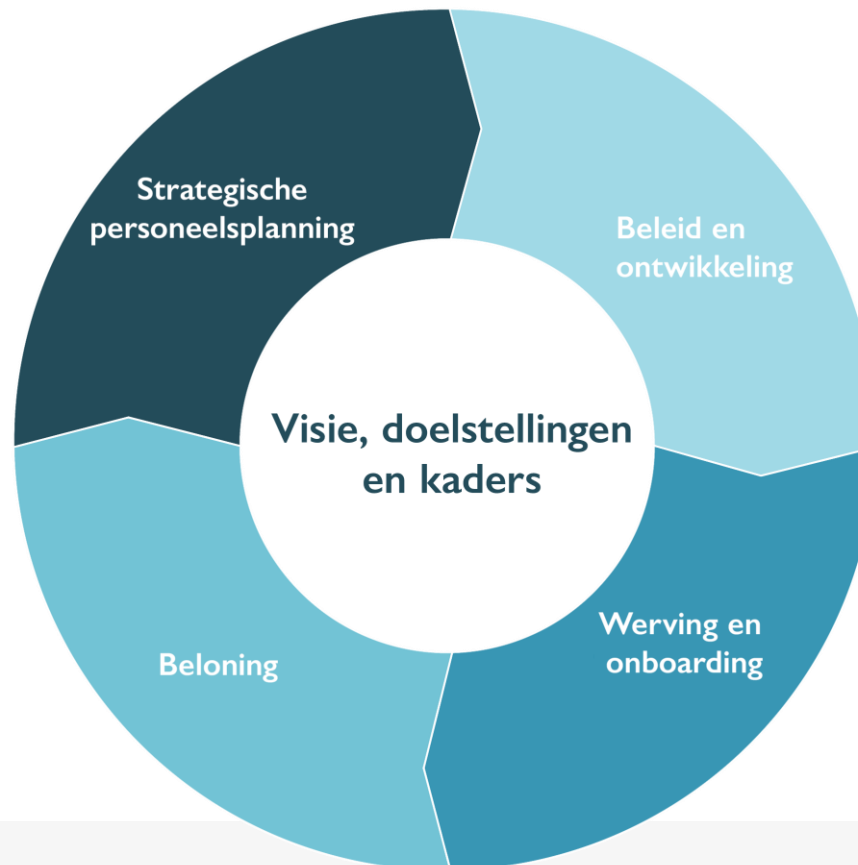 Strategische
personeelsplanning
Beleid en
ontwikkeling
Visie, doelstellingen
en kaders
Werving en
onboarding
Beloning